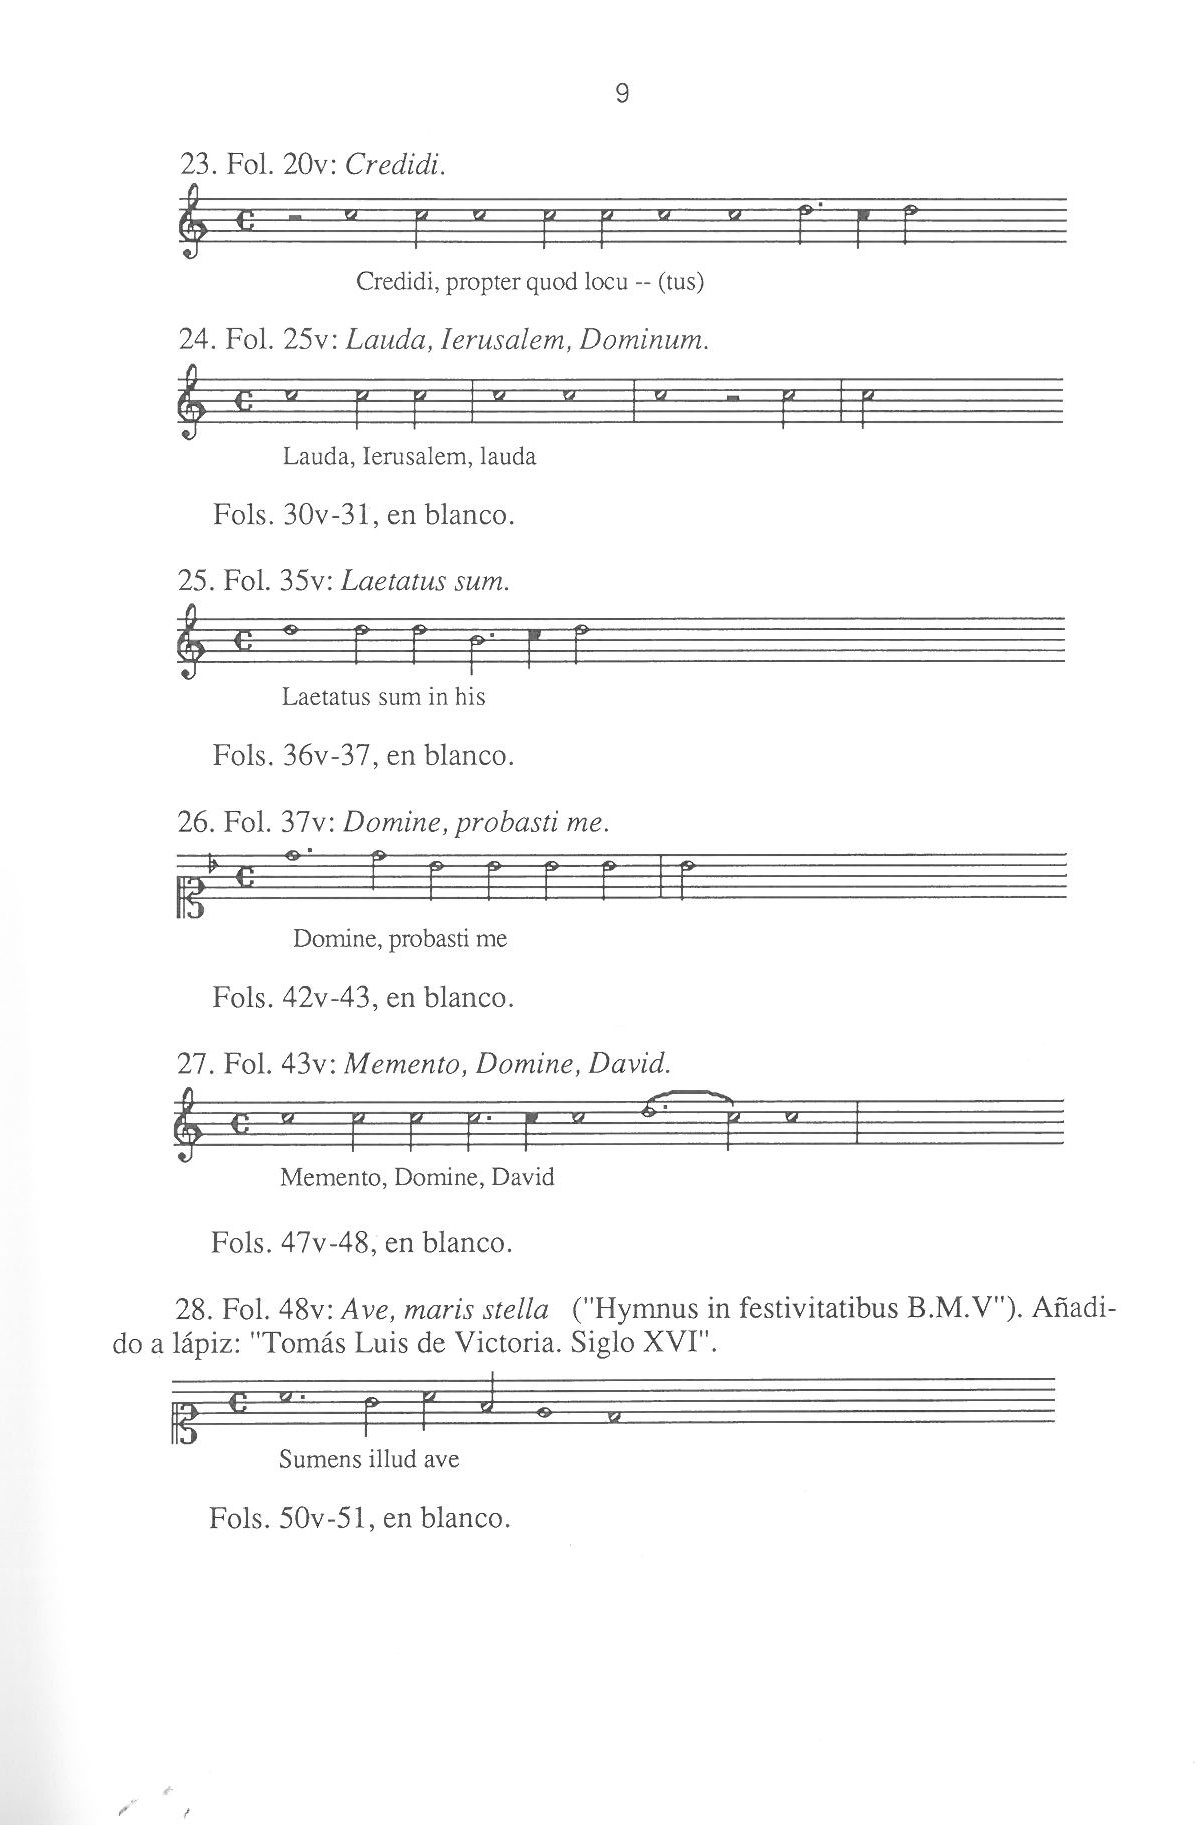 9
23. Fol. 20v: Credidi.
Credidi, propter quod locu -- (tus)
24. Fol. 25v: Lauda, Ierusalem, Dominum.
Lauda, Ierusalem, lauda
Fols. 30v-31, en blanco.
25. Fol. 35v: Laetatus sum.
Laetatus sum in his
Fols. 36v-37, en blanco.
26. Fol. 37v: Domine, probasti me.
Domine, probasti me
Fols. 42v-43, en blanco.
27. Fol. 43v: Memento, Domine, David.
Memento, Domine, David
Fols. 47v-48, en blanco.
28. Fol. 48v: Ave, maris stella ("Hymnus in festivitatibus B.M.V"). Añadi-
do a lápiz: "Tomás Luis de Victoria. Siglo XVI".
Sumens illud ave
Fols. 50v-51, en blanco.